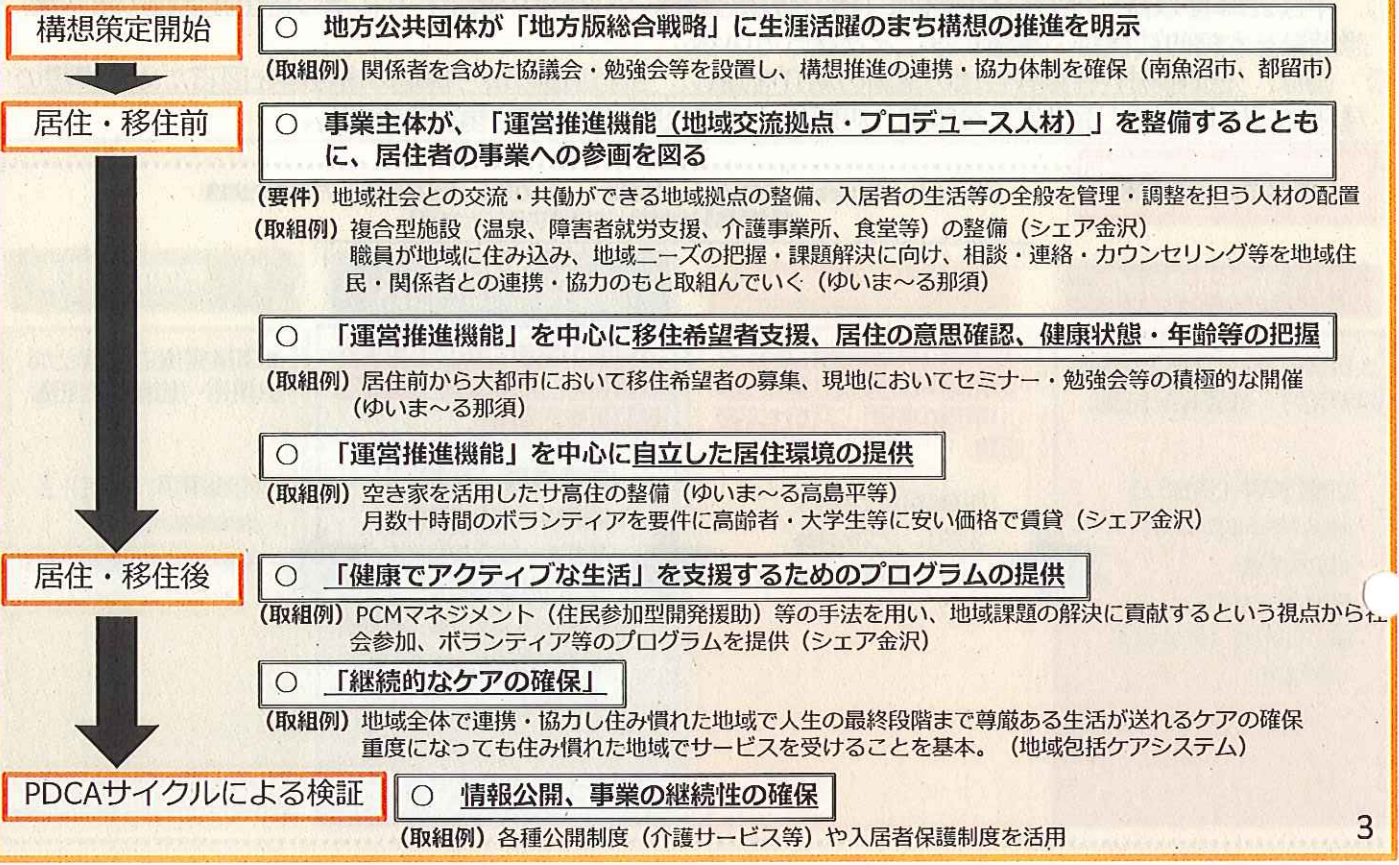 構想策定開始
○ 地方公共団体が「地方版総合戦略」に生涯活躍のまち構想の推進を明示
(取組例) 関係者を含めた協議会・勉強会等を設置し、構想推進の連携・協力体制を確保（南魚沼市、都留市）
居住・移住前
○ 事業主体が、「運営推進機能（地域交流拠点・プロデュース人材）」を整備するととも
に、居住者の事業への参画を図る
(要件) 地域社会との交流・共働ができる地域拠点の整備、入居者の生活等の全般を管理・調整を担う人材の配置
(取組例) 複合型施設（温泉、障害者就労支援、介護事業所、食堂等）の整備（シェア金沢）
職員が地域に住み込み、地域ニーズの把握・課題解決に向け、相談・連絡・カウンセリング等を地域住
民・関係者との連携・協力のもと取組んでいく（ゆいま～る那須）
○ 「運営推進機能」を中心に移住希望者支援、居住の意思確認、健康状態・年齢等の把握
(取組例) 居住前から大都市において移住希望者の募集、現地においてセミナー・勉強会等の積極的な開催
（ゆいま～る那須）
○ 「運営推進機能」を中心に自立した居住環境の提供
(取組例) 空き家を活用したサ高住の整備（ゆいま～る高島平等）
月数十時間のボランティアを要件に高齢者・大学生等に安い価格で賃貸（シェア金沢）
居住・移住後
○ 「健康でアクティブな生活」を支援するためのプログラムの提供
(取組例) PCMマネジメント（住民参加型開発援助）等の手法を用い、地域課題の解決に貢献するという視点から社
会参加、ボランティア等のプログラムを提供（シェア金沢）
○ 「継続的なケアの確保」
(取組例) 地域全体で連携・協力し住み慣れた地域で人生の最終段階まで尊厳ある生活が送れるケアの確保
重度になっても住み慣れた地域でサービスを受けることを基本。（地域包括ケアシステム）
PDCAサイクルによる検証
○ 情報公開、事業の継続性の確保
(取組例) 各種公開制度（介護サービス等）や入居者保護制度を活用
3